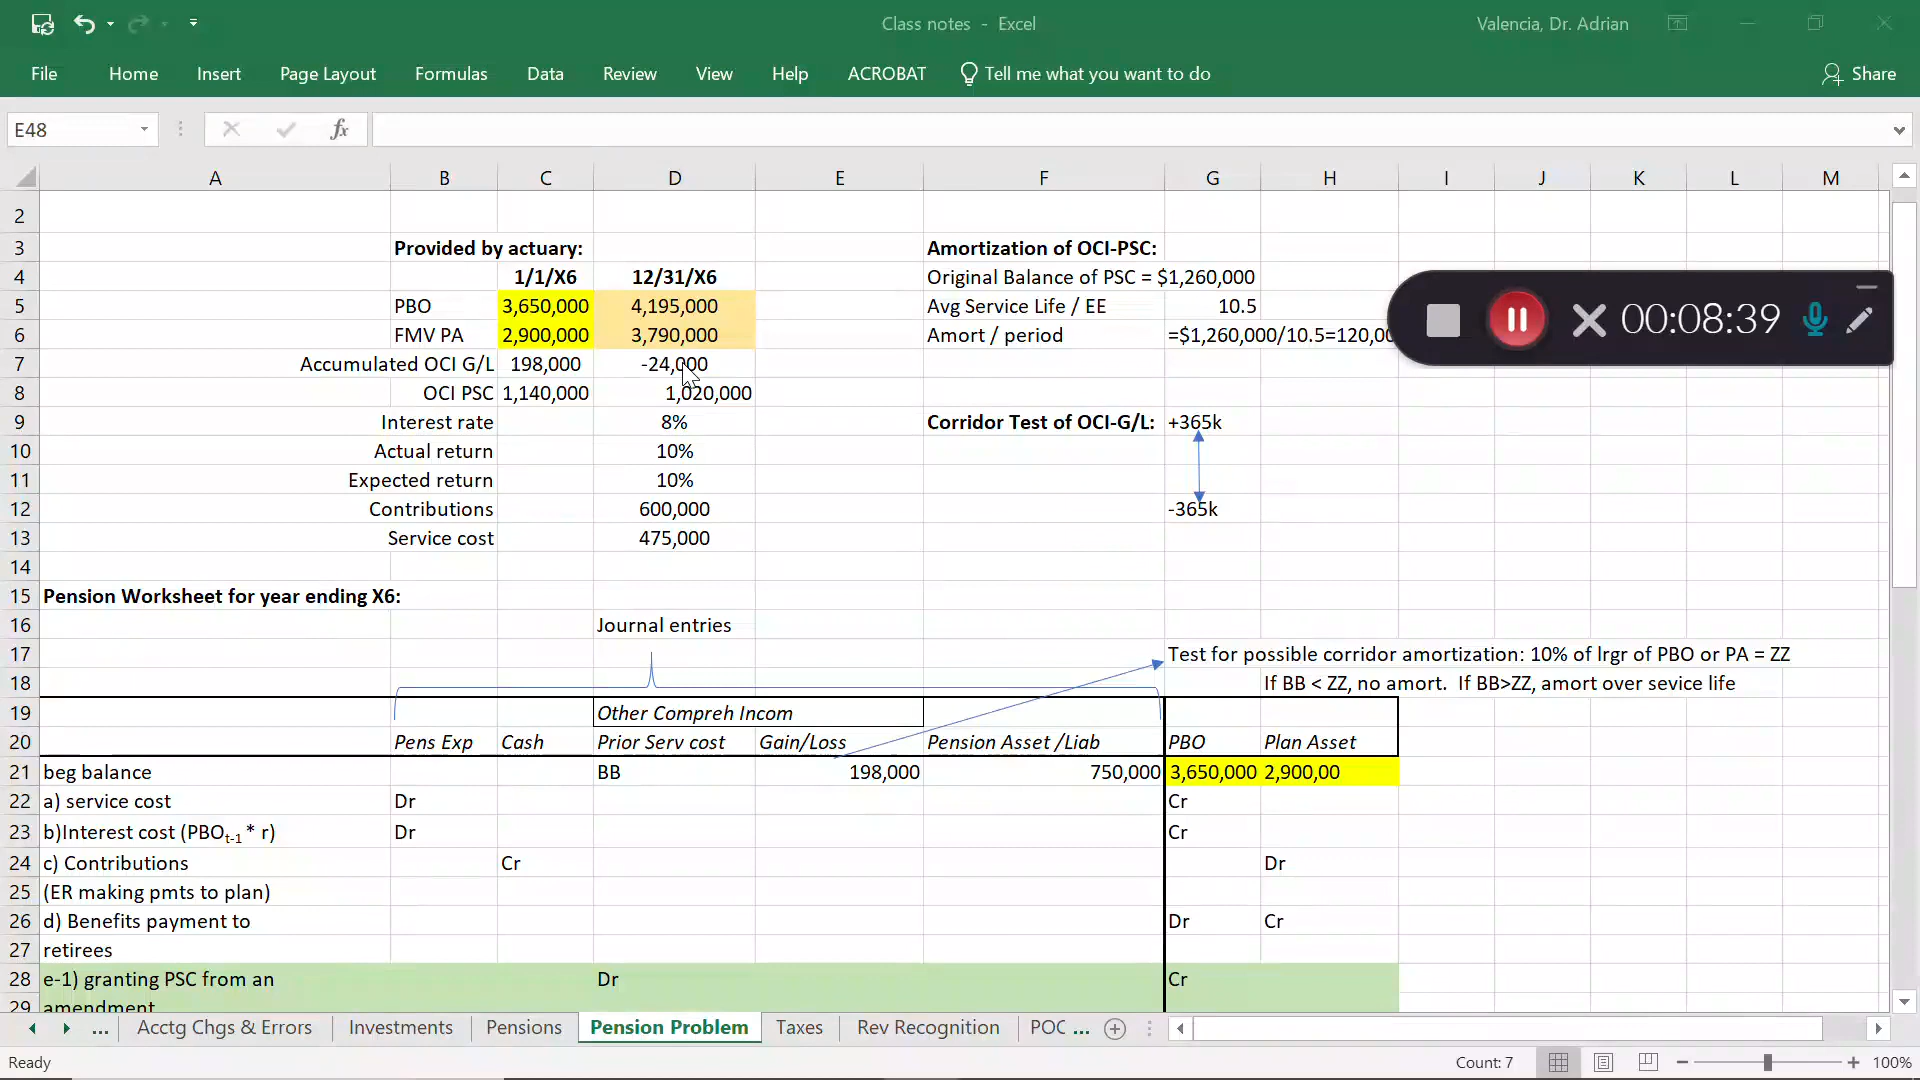 Class notes - Excel
Valencia, Dr. Adrian
File Home Insert Page Layout Formulas Data Review View Help ACROBAT Tell me what you want to do Share
E48 fx
A B C D E F G H I J K L M
2
3 Provided by actuary: Amortization of OCI-PSC:
4 1/1/X6 12/31/X6 Original Balance of PSC = $1,260,000
5 PBO 3,650,000 4,195,000 Avg Service Life / EE 10.5
6 FMV PA 2,900,000 3,790,000 Amort / period =$1,260,000/10.5=120,00
00:08:39
7 Accumulated OCI G/L 198,000 -24,000
8 OCI PSC 1,140,000 1,020,000
9 Interest rate 8% Corridor Test of OCI-G/L: +365k
10 Actual return 10%
11 Expected return 10%
12 Contributions 600,000 -365k
13 Service cost 475,000
14
15 Pension Worksheet for year ending X6:
16 Journal entries
17 Test for possible corridor amortization: 10% of lrgr of PBO or PA = ZZ
18 If BB < ZZ, no amort. If BB>ZZ, amort over sevice life
19 Other Compreh Incom
20 Pens Exp Cash Prior Serv cost Gain/Loss Pension Asset /Liab PBO Plan Asset
21 beg balance BB 198,000 750,000 3,650,000 2,900,00
22 a) service cost Dr Cr
23 b)Interest cost (PBOt-1 * r) Dr Cr
24 c) Contributions Cr Dr
25 (ER making pmts to plan)
26 d) Benefits payment to Dr Cr
27 retirees
28 e-1) granting PSC from an Dr Cr
29 amendment
... Acctg Chgs & Errors Investments Pensions Pension Problem Taxes Rev Recognition POC ...
Ready Count: 7 100%